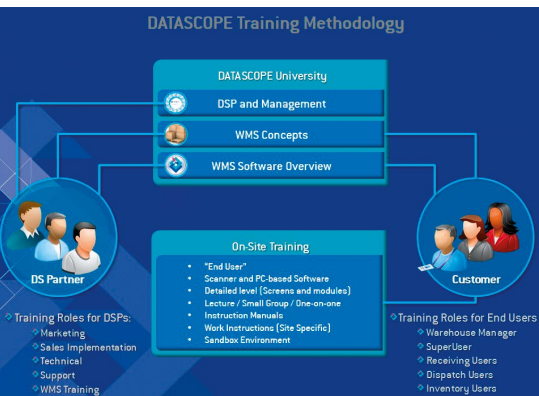 DATASCOPE Training Methodology
DATASCOPE University
DSP and Management
WMS Concepts
WMS Software Overview
DS Partner
Customer
On-Site Training
• "End User"
• Scanner and PC-based Software
• Detailed level (Screens and modules)
• Lecture / Small Group / One-on-one
• Instruction Manuals
• Work Instructions (Site Specific)
• Sandbox Environment
Training Roles for DSPs:
Marketing
Sales Implementation
Technical
Support
WMS Training
Training Roles for End Users
Warehouse Manager
SuperUser
Receiving Users
Dispatch Users
Inventory Users